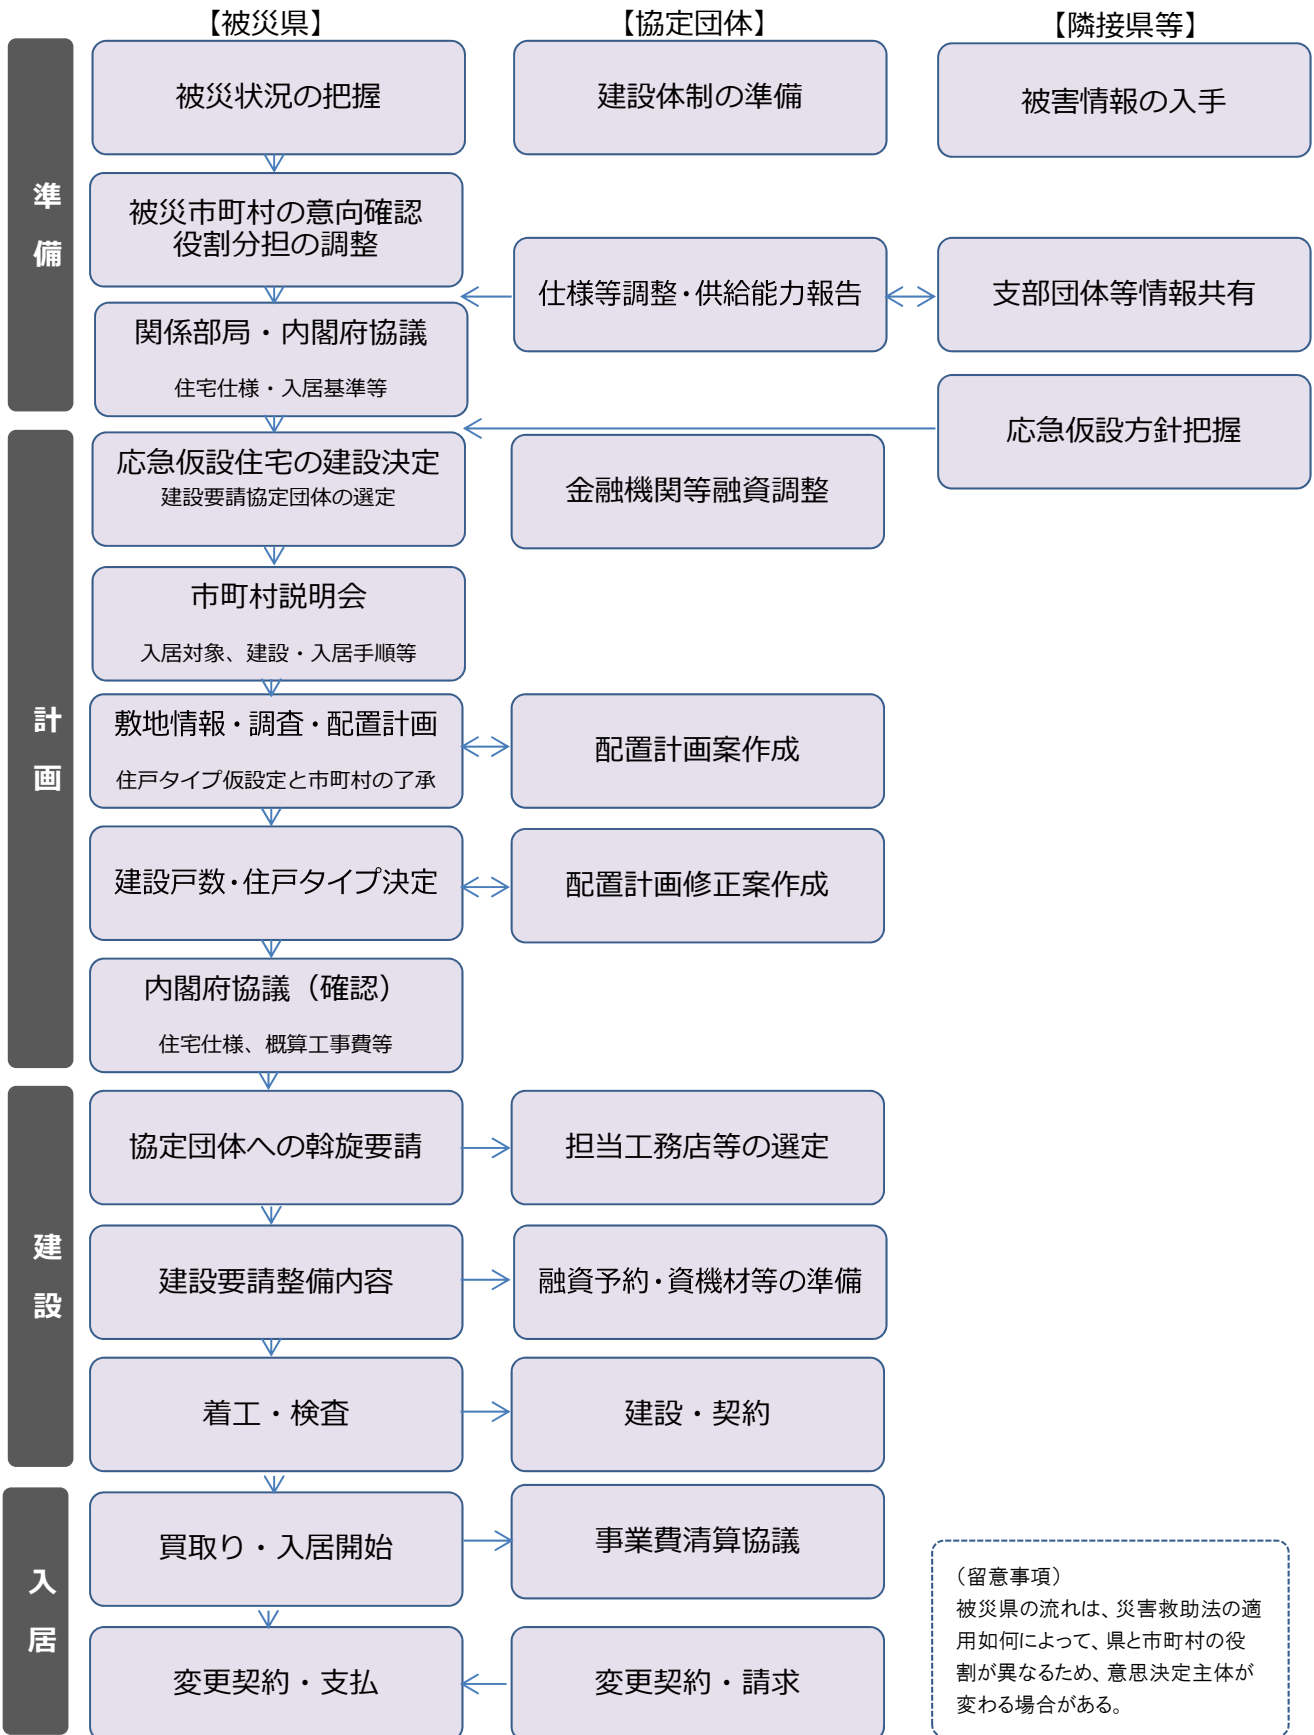 【被災県】
【協定団体】
【隣接県等】
準備
被災状況の把握
建設体制の準備
被害情報の入手
被災市町村の意向確認
役割分担の調整
仕様等調整・供給能力報告
支部団体等情報共有
関係部局・内閣府協議
住宅仕様・入居基準等
応急仮設方針把握
計画
応急仮設住宅の建設決定
建設要請協定団体の選定
金融機関等融資調整
市町村説明会
入居対象、建設・入居手順等
敷地情報・調査・配置計画
住戸タイプ仮設定と市町村の了承
配置計画案作成
建設戸数・住戸タイプ決定
配置計画修正案作成
内閣府協議（確認）
住宅仕様、概算工事費等
建設
協定団体への斡旋要請
担当工務店等の選定
建設要請整備内容
融資予約・資機材等の準備
着工・検査
建設・契約
入居
買取り・入居開始
事業費清算協議
変更契約・支払
変更契約・請求
（留意事項）
被災県の流れは、災害救助法の適
用如何によって、県と市町村の役
割が異なるため、意思決定主体が
変わる場合がある。